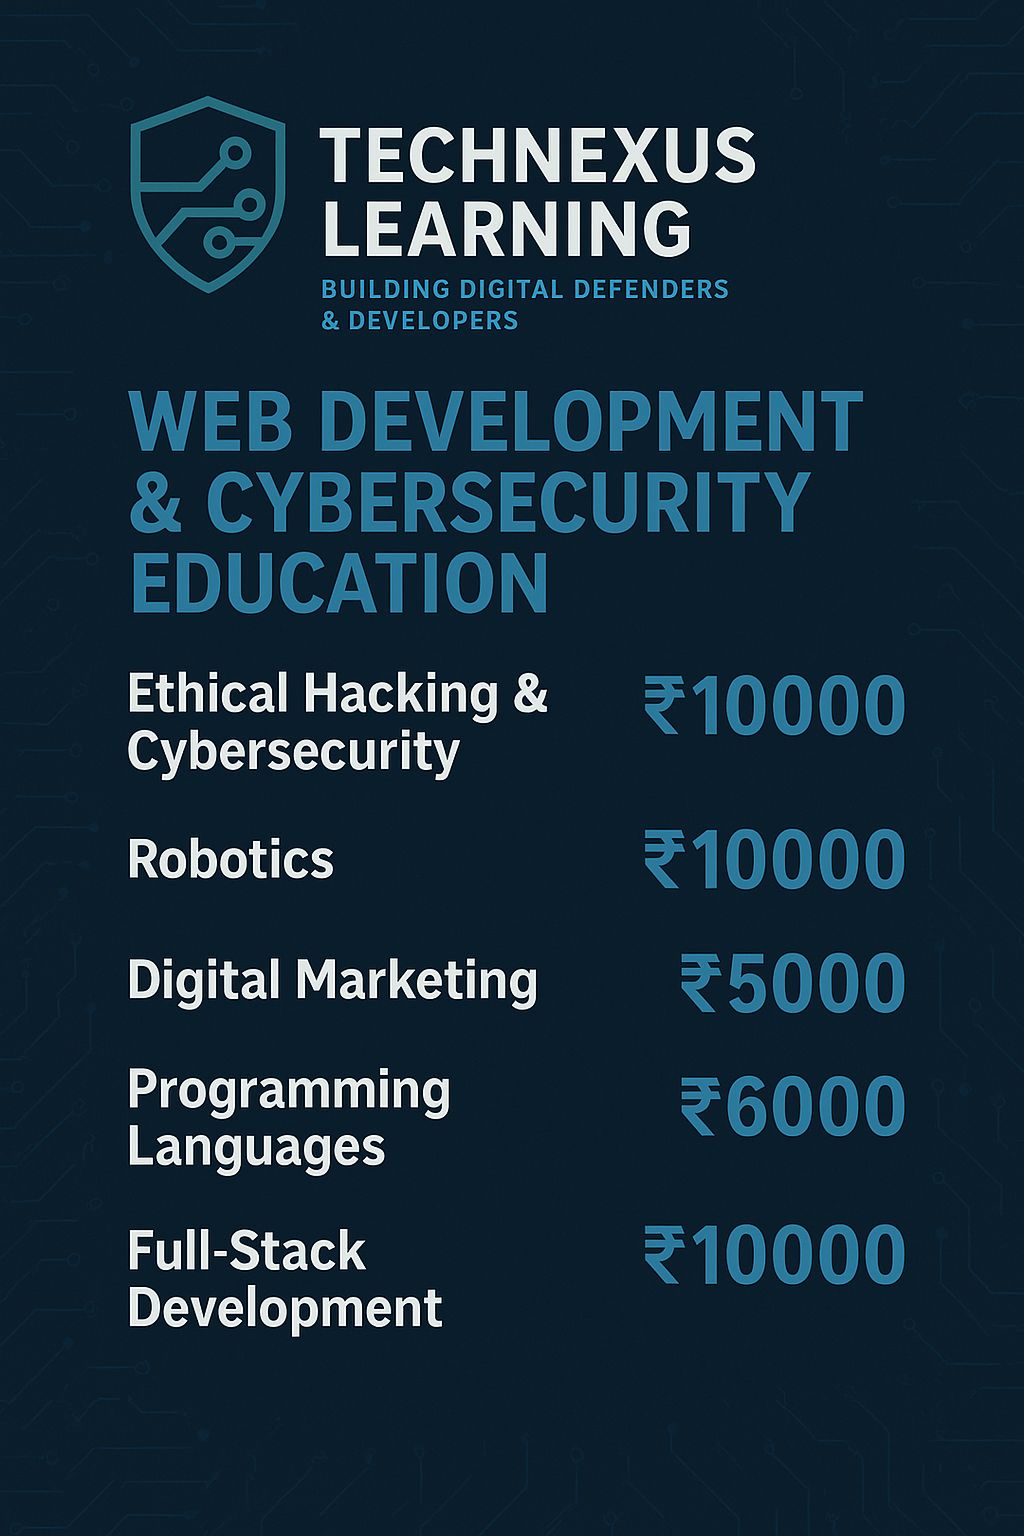 TECHNEXUS
LEARNING
BUILDING DIGITAL DEFENDERS
& DEVELOPERS
WEB DEVELOPMENT
& CYBERSECURITY
EDUCATION
Ethical Hacking &
Cybersecurity
₹10000
Robotics
₹10000
Digital Marketing
₹5000
Programming
Languages
₹6000
Full-Stack
Development
₹10000